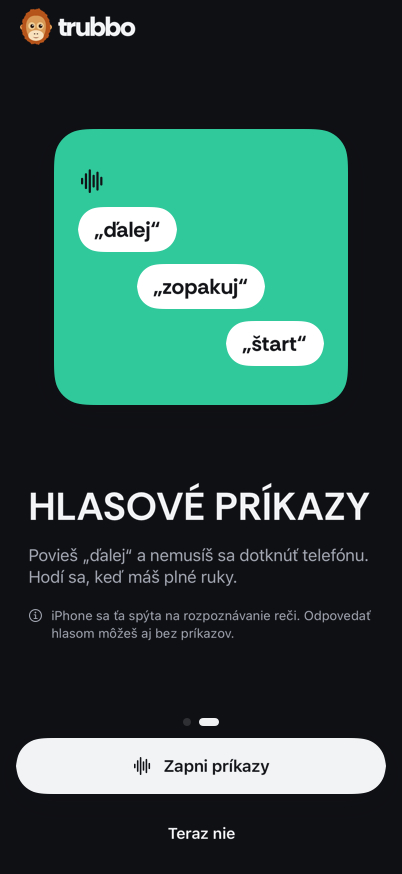 trubbo
„ďalej“
„zopakuj“
„štart“
HLASOVÉ PRÍKAZY
Povieš „ďalej“ a nemusíš sa dotknúť telefónu.
Hodí sa, keď máš plné ruky.
iPhone sa ťa spýta na rozpoznávanie reči. Odpovedať
hlasom môžeš aj bez príkazov.
Zapni príkazy
Teraz nie